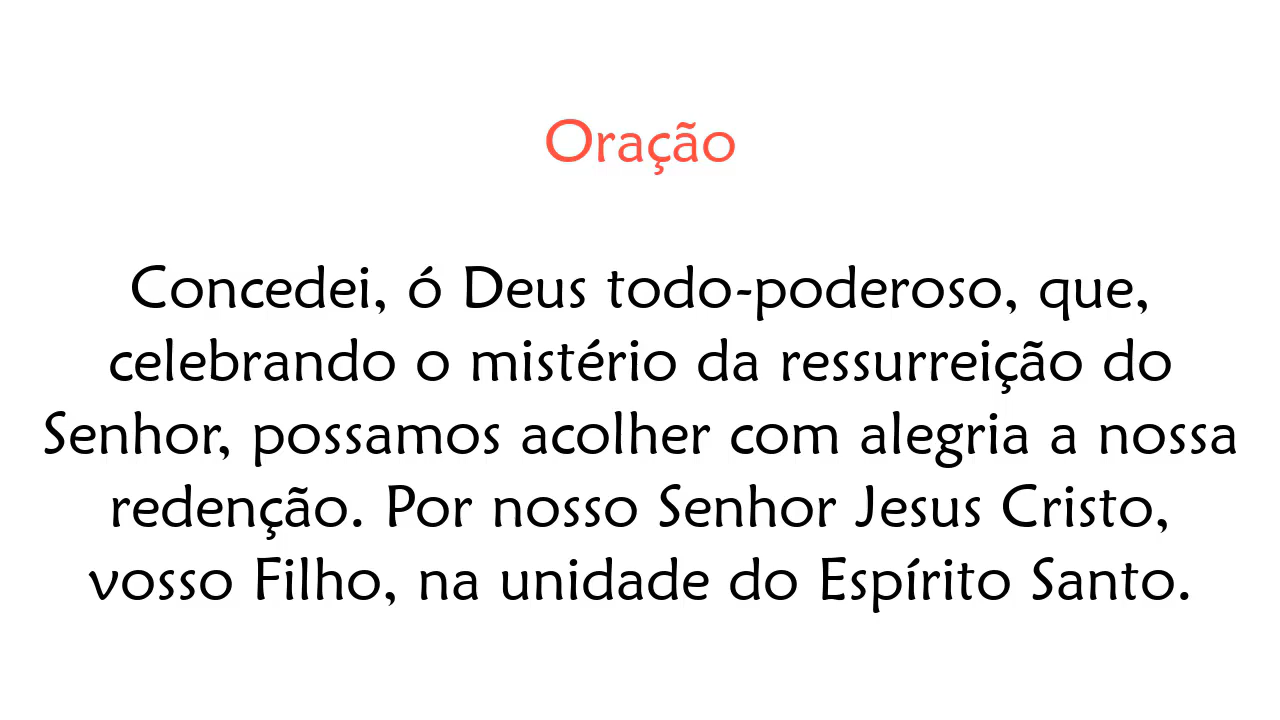 Oração
Concedei, ó Deus todo-poderoso, que,
celebrando o mistério da ressurreição do
Senhor, possamos acolher com alegria a nossa
redenção. Por nosso Senhor Jesus Cristo,
vosso Filho, na unidade do Espírito Santo.